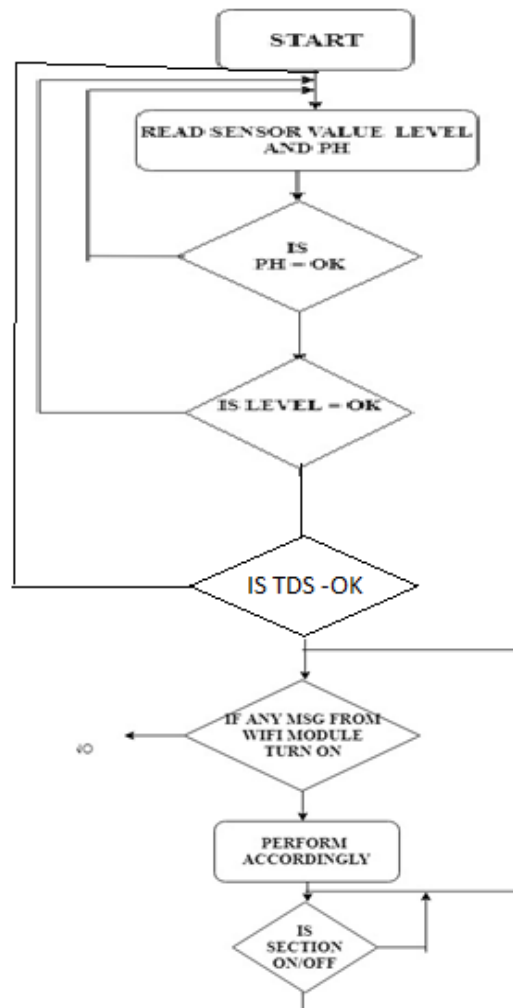 START
READ SENSOR VALUE LEVEL
AND PH
IS
PH – OK
IS LEVEL – OK
IS TDS -OK
IF ANY MSG FROM
WIFI MODULE
TURN ON
NO
PERFORM
ACCORDINGLY
IS
SECTION
ON/OFF